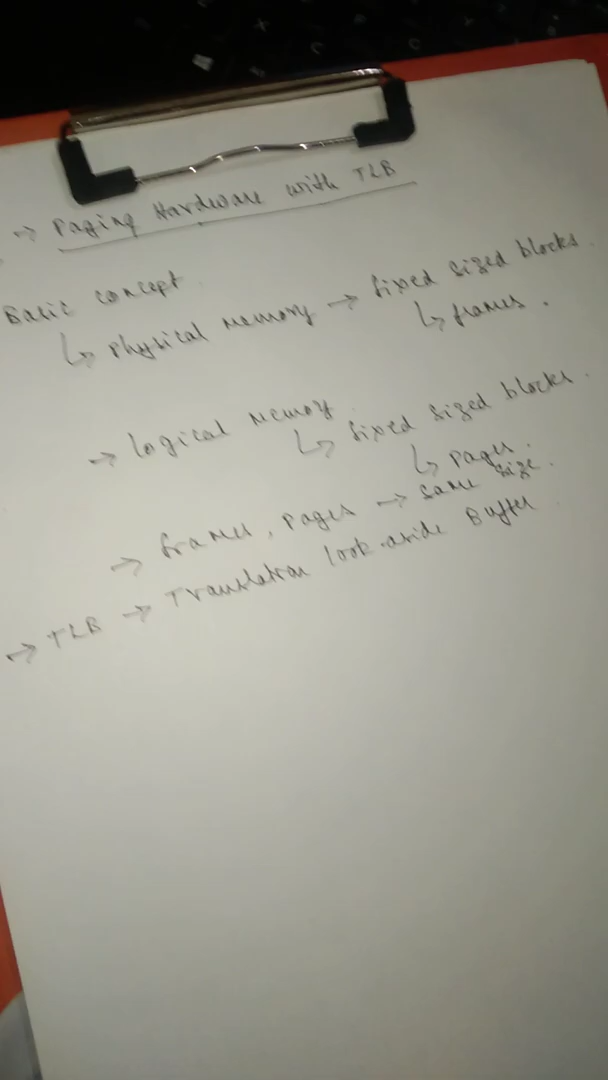 → Paging Hardware with TLB
Basic concept
↳ physical memory → fixed sized blocks.
↳ frames.
→ logical memory
↳ fixed sized blocks.
↳ pages.
→ frames, pages → same size.
→ TLB → Translation look-aside Buffer